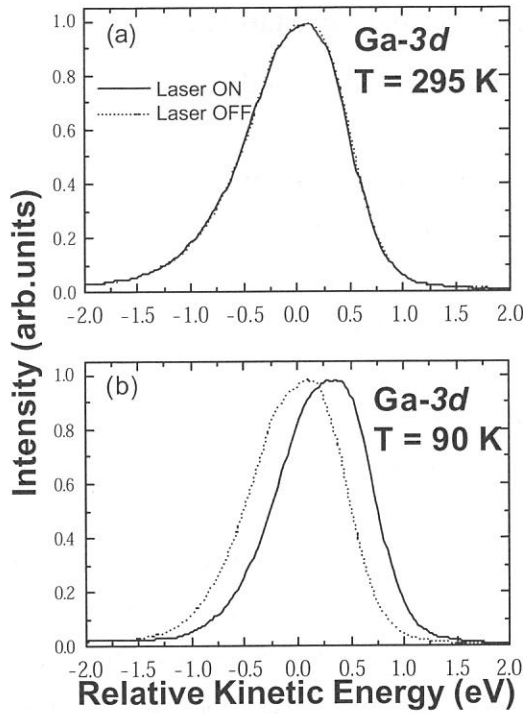 (a)
Ga-3d
T = 295 K
Laser ON
Laser OFF
1.0
0.8
0.6
0.4
0.2
0.0
-2.0 -1.5 -1.0 -0.5 0.0 0.5 1.0 1.5 2.0
Intensity (arb.units)
(b)
Ga-3d
T = 90 K
1.0
0.8
0.6
0.4
0.2
0.0
-2.0 -1.5 -1.0 -0.5 0.0 0.5 1.0 1.5 2.0
Relative Kinetic Energy (eV)